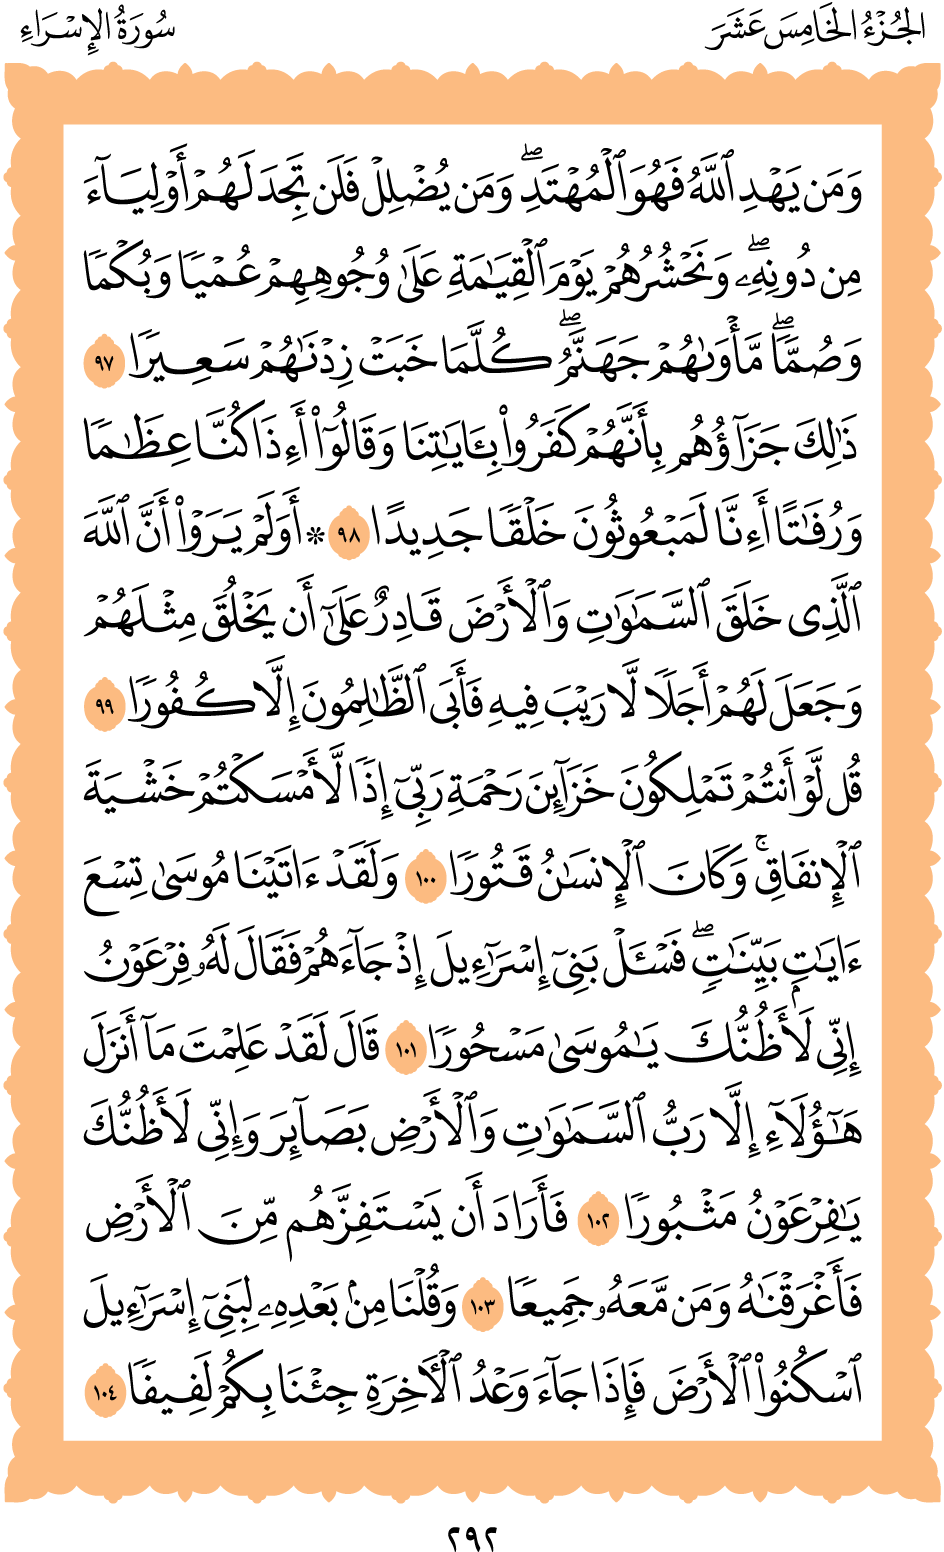 الجُزْءُ الخَامِسَ عَشَرَ
سُورَةُ الإِسْرَاءِ
وَمَن يَهْدِ ٱللَّهُ فَهُوَ ٱلْمُهْتَدِۖ وَمَن يُضْلِلْ فَلَن تَجِدَ لَهُمْ أَوْلِيَآءَ
مِن دُونِهِۦۖ وَنَحْشُرُهُمْ يَوْمَ ٱلْقِيَٰمَةِ عَلَىٰ وُجُوهِهِمْ عُمْيًا وَبُكْمًا
وَصُمًّاۖ مَّأْوَىٰهُمْ جَهَنَّمُۖ كُلَّمَا خَبَتْ زِدْنَٰهُمْ سَعِيرًا ٩٧
ذَٰلِكَ جَزَآؤُهُم بِأَنَّهُمْ كَفَرُوا۟ بِـَٔايَٰتِنَا وَقَالُوٓا۟ أَءِذَا كُنَّا عِظَٰمًا
وَرُفَٰتًا أَءِنَّا لَمَبْعُوثُونَ خَلْقًا جَدِيدًا ٩٨ ۞ أَوَلَمْ يَرَوْا۟ أَنَّ ٱللَّهَ
ٱلَّذِى خَلَقَ ٱلسَّمَٰوَٰتِ وَٱلْأَرْضَ قَادِرٌ عَلَىٰٓ أَن يَخْلُقَ مِثْلَهُمْ
وَجَعَلَ لَهُمْ أَجَلًا لَّا رَيْبَ فِيهِ فَأَبَى ٱلظَّٰلِمُونَ إِلَّا كُفُورًا ٩٩
قُل لَّوْ أَنتُمْ تَمْلِكُونَ خَزَآئِنَ رَحْمَةِ رَبِّىٓ إِذًا لَّأَمْسَكْتُمْ خَشْيَةَ
ٱلْإِنفَاقِۚ وَكَانَ ٱلْإِنسَٰنُ قَتُورًا ١٠٠ وَلَقَدْ ءَاتَيْنَا مُوسَىٰ تِسْعَ
ءَايَٰتٍۭ بَيِّنَٰتٍۖ فَسْـَٔلْ بَنِىٓ إِسْرَٰٓءِيلَ إِذْ جَآءَهُمْ فَقَالَ لَهُۥ فِرْعَوْنُ
إِنِّى لَأَظُنُّكَ يَٰمُوسَىٰ مَسْحُورًا ١٠١ قَالَ لَقَدْ عَلِمْتَ مَآ أَنزَلَ
هَٰٓؤُلَآءِ إِلَّا رَبُّ ٱلسَّمَٰوَٰتِ وَٱلْأَرْضِ بَصَآئِرَ وَإِنِّى لَأَظُنُّكَ
يَٰفِرْعَوْنُ مَثْبُورًا ١٠٢ فَأَرَادَ أَن يَسْتَفِزَّهُم مِّنَ ٱلْأَرْضِ
فَأَغْرَقْنَٰهُ وَمَن مَّعَهُۥ جَمِيعًا ١٠٣ وَقُلْنَا مِنۢ بَعْدِهِۦ لِبَنِىٓ إِسْرَٰٓءِيلَ
ٱسْكُنُوا۟ ٱلْأَرْضَ فَإِذَا جَآءَ وَعْدُ ٱلْـَٔاخِرَةِ جِئْنَا بِكُمْ لَفِيفًا ١٠٤
٢٩٢